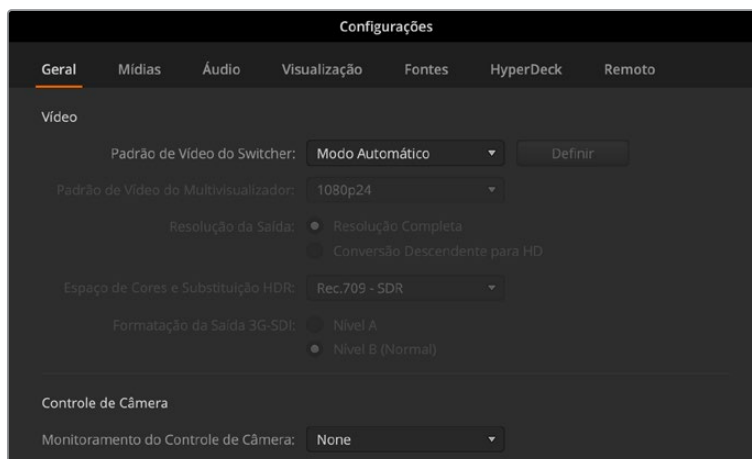 Configurações
Geral Mídias Áudio Visualização Fontes HyperDeck Remoto
Vídeo
Padrão de Vídeo do Switcher: Modo Automático Definir
Padrão de Vídeo do Multivisualizador: 1080p24
Resolução da Saída: Resolução Completa
Conversão Descendente para HD
Espaço de Cores e Substituição HDR: Rec.709 - SDR
Formatação da Saída 3G-SDI: Nível A
Nível B (Normal)
Controle de Câmera
Monitoramento do Controle de Câmera: None